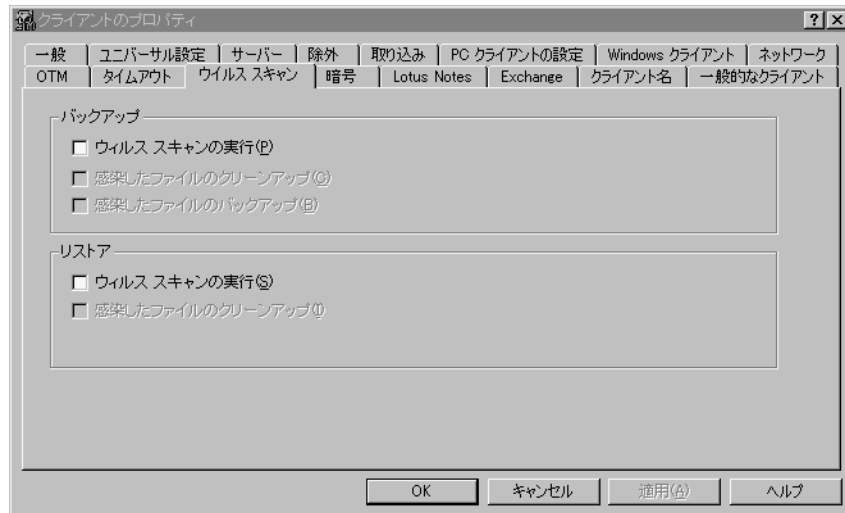 クライアントのプロパティ
一般 ユニバーサル設定 サーバー 除外 取り込み PC クライアントの設定 Windows クライアント ネットワーク
OTM タイムアウト ウイルス スキャン 暗号 Lotus Notes Exchange クライアント名 一般的なクライアント
バックアップ
ウィルス スキャンの実行(P)
感染したファイルのクリーンアップ(C)
感染したファイルのバックアップ(B)
リストア
ウィルス スキャンの実行(S)
感染したファイルのクリーンアップ(I)
OK キャンセル 適用(A) ヘルプ